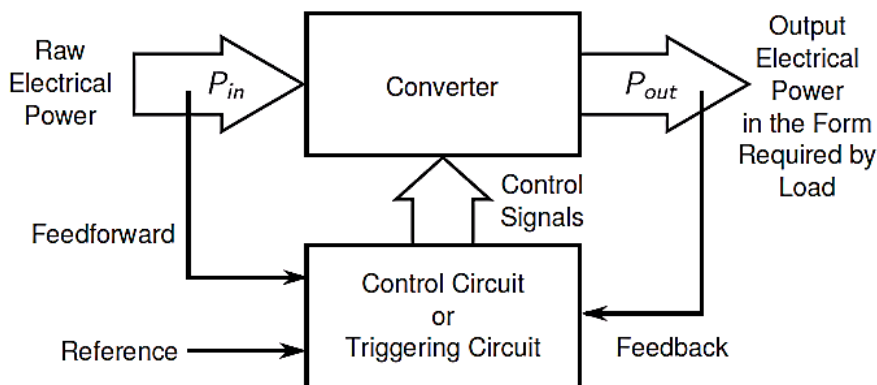 Raw
Electrical
Power
P_in
Converter
P_out
Output
Electrical
Power
in the Form
Required by
Load
Control
Signals
Feedforward
Control Circuit
or
Triggering Circuit
Reference
Feedback